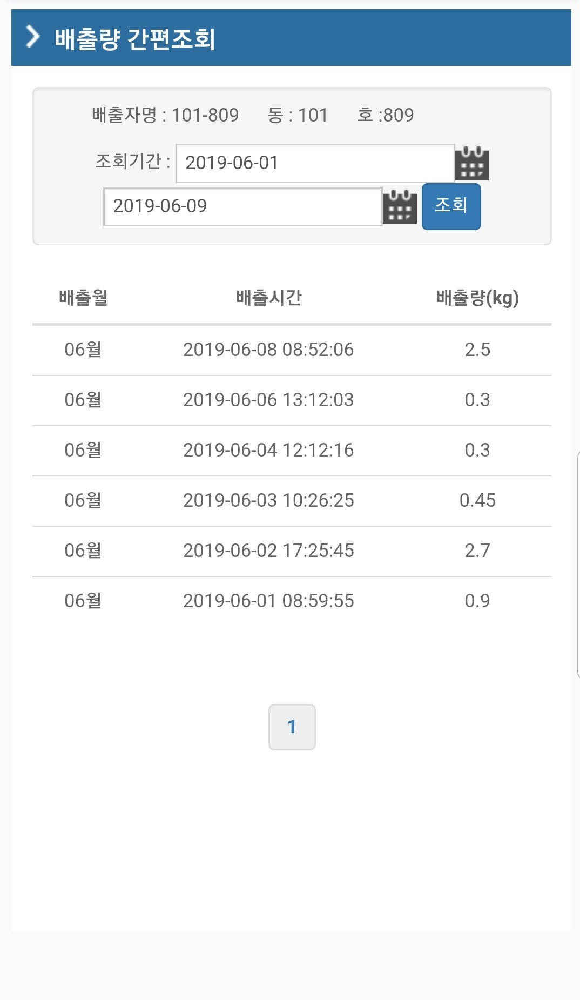 배출량 간편조회
배출자명 : 101-809 동 : 101 호 :809
조회기간 : 2019-06-01
2019-06-09 조회
배출월 배출시간 배출량(kg)
06월 2019-06-08 08:52:06 2.5
06월 2019-06-06 13:12:03 0.3
06월 2019-06-04 12:12:16 0.3
06월 2019-06-03 10:26:25 0.45
06월 2019-06-02 17:25:45 2.7
06월 2019-06-01 08:59:55 0.9
1